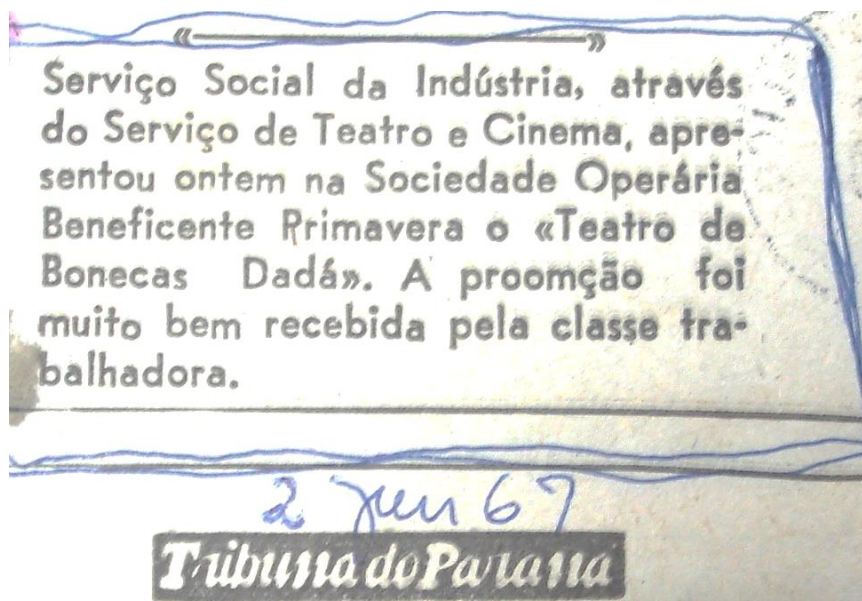 « »
Serviço Social da Indústria, através
do Serviço de Teatro e Cinema, apre-
sentou ontem na Sociedade Operária
Beneficente Rrimavera o «Teatro de
Bonecas Dadá». A proomção foi
muito bem recebida pela classe tra-
balhadora.
2 jun 67
Tribuna do Paraná